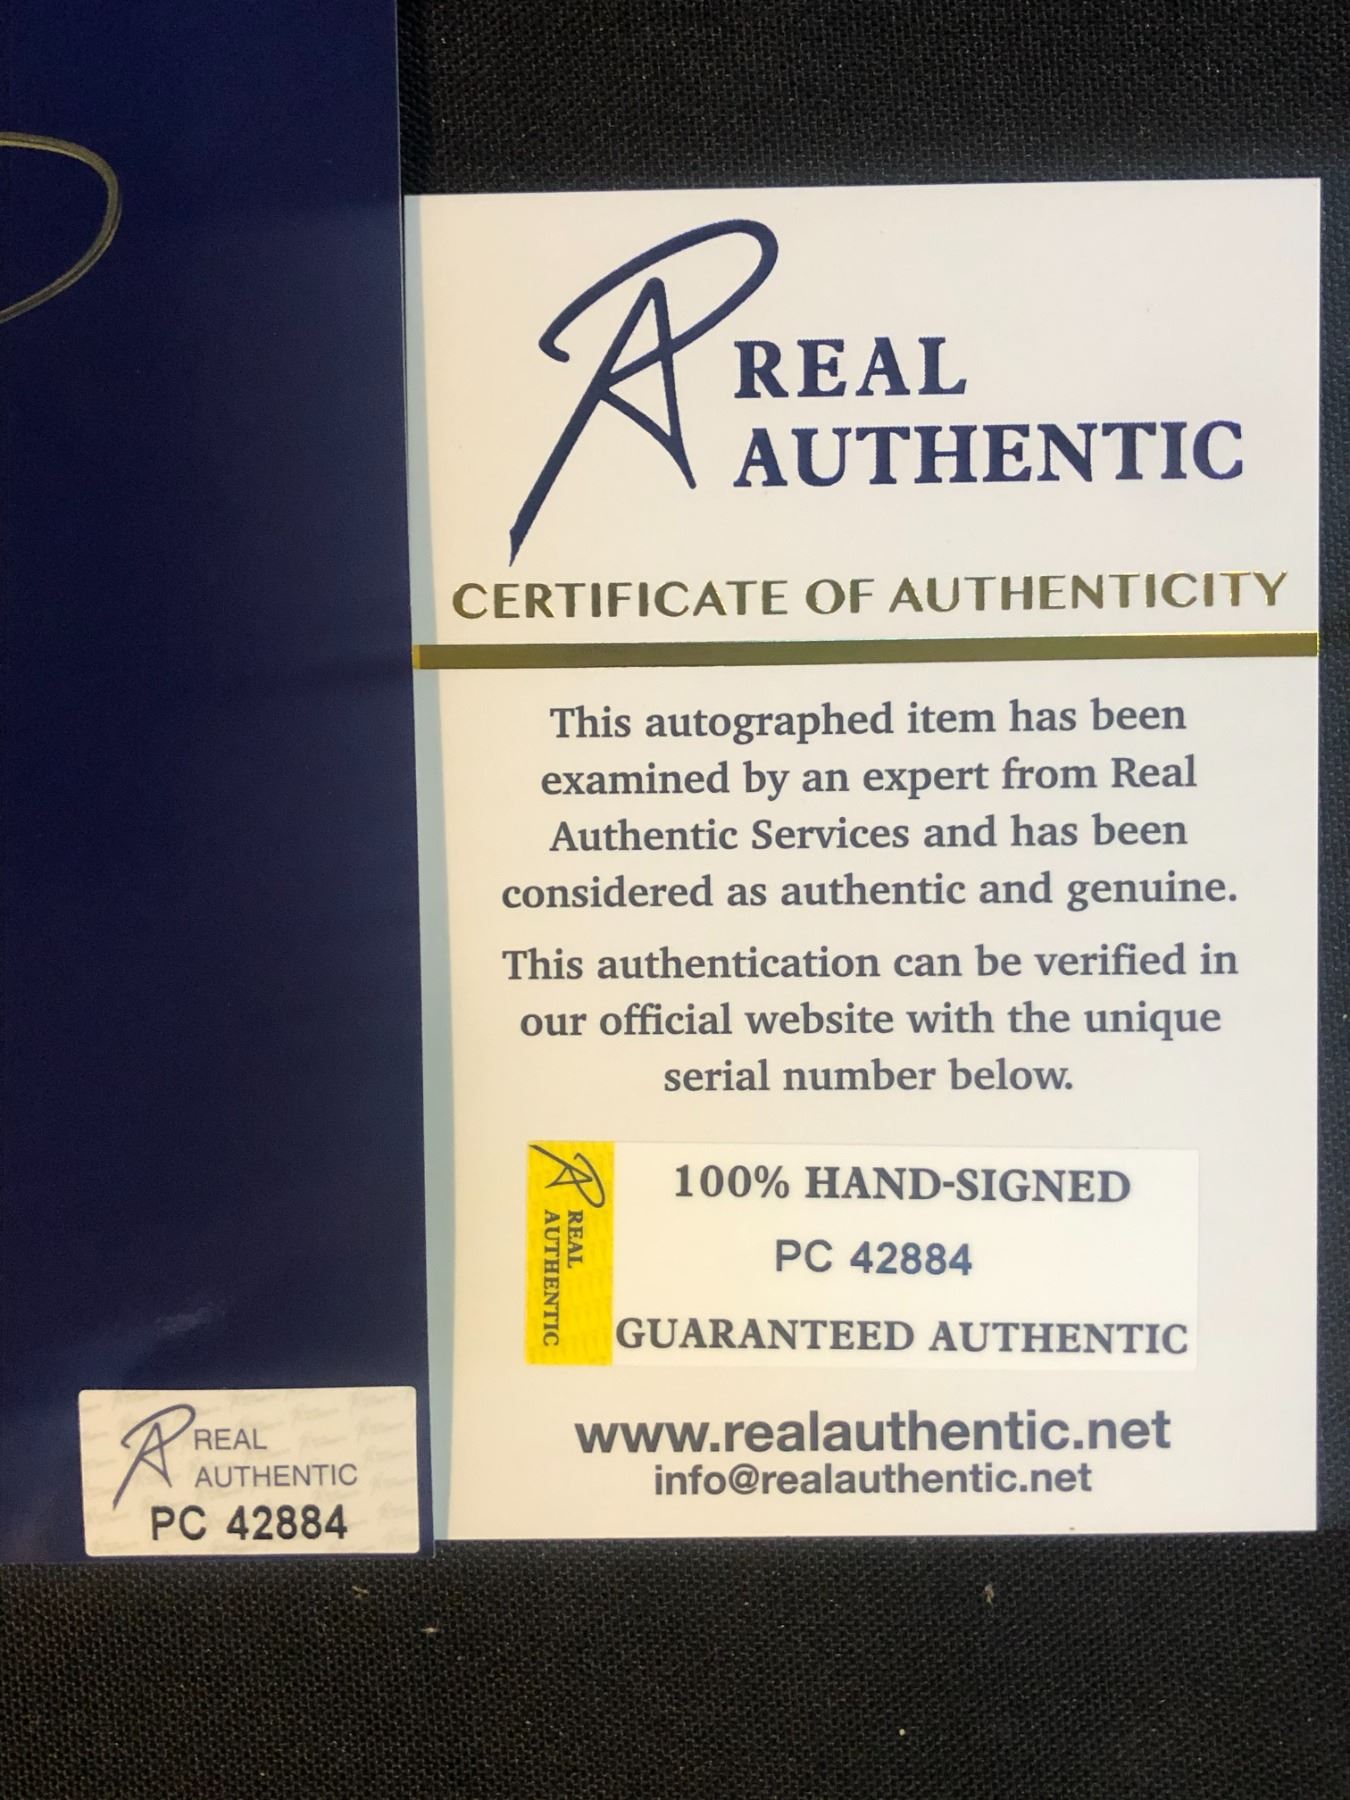 REAL
AUTHENTIC
CERTIFICATE OF AUTHENTICITY
This autographed item has been
examined by an expert from Real
Authentic Services and has been
considered as authentic and genuine.
This authentication can be verified in
our official website with the unique
serial number below.
REAL
AUTHENTIC
100% HAND-SIGNED
PC 42884
GUARANTEED AUTHENTIC
www.realauthentic.net
info@realauthentic.net
REAL
AUTHENTIC
PC 42884